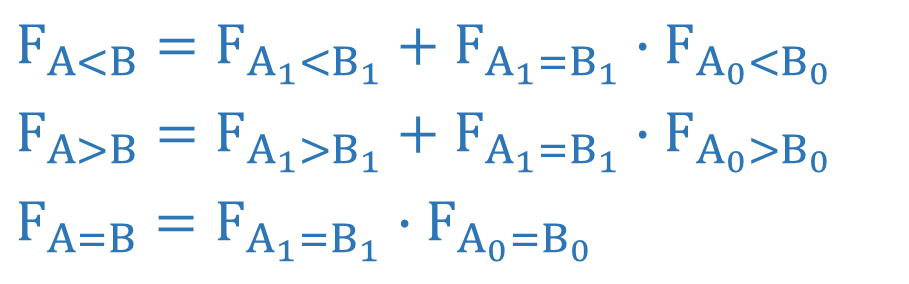 F_{A<B} = F_{A_1<B_1} + F_{A_1=B_1} · F_{A_0<B_0}
F_{A>B} = F_{A_1>B_1} + F_{A_1=B_1} · F_{A_0>B_0}
F_{A=B} = F_{A_1=B_1} · F_{A_0=B_0}